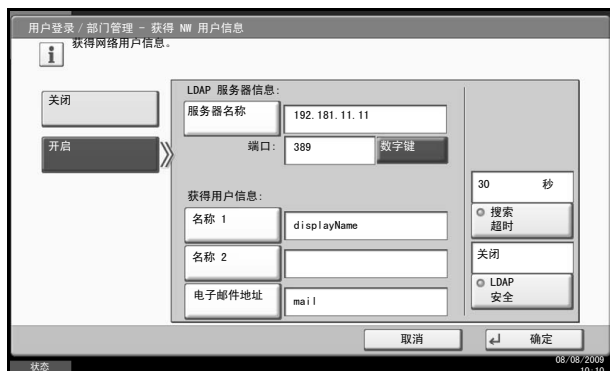 用户登录 / 部门管理 - 获得 NW 用户信息
获得网络用户信息。
关闭
开启
LDAP 服务器信息:
服务器名称
192.181.11.11
端口:
389
数字键
获得用户信息:
名称 1
displayName
名称 2
电子邮件地址
mail
30 秒
搜索
超时
关闭
LDAP
安全
取消
确定
状态
08/08/2009
10:10